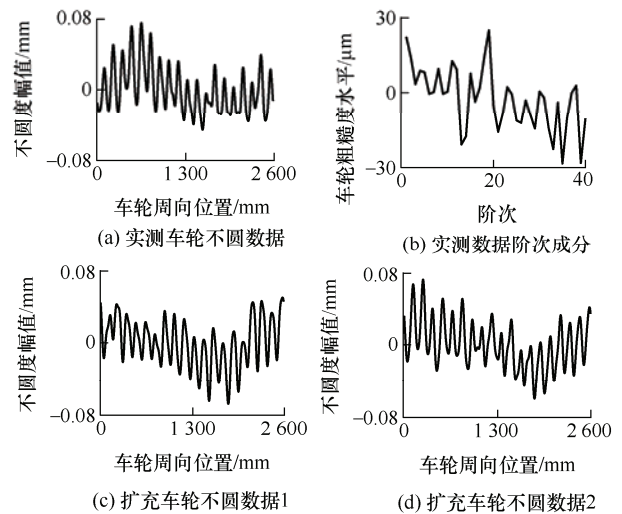 0.08
0
−0.08
0
1 300
2 600
不圆度幅值/mm
车轮周向位置/mm
(a) 实测车轮不圆数据
30
0
−30
0
20
40
车轮粗糙度水平/μm
阶次
(b) 实测数据阶次成分
0.08
0
−0.08
0
1 300
2 600
不圆度幅值/mm
车轮周向位置/mm
(c) 扩充车轮不圆数据1
0.08
0
−0.08
0
1 300
2 600
不圆度幅值/mm
车轮周向位置/mm
(d) 扩充车轮不圆数据2